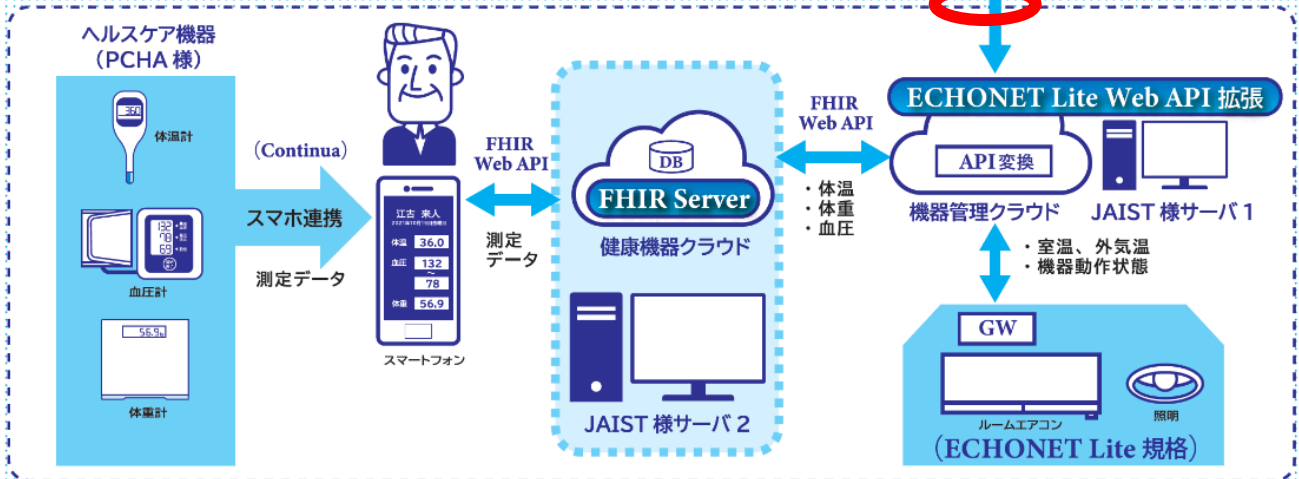 ヘルスケア機器
(PCHA 様)
360
体温計
132
78
69
血圧計
56.9
体重計
(Continua)
スマホ連携
測定データ
江古 来人
体温 36.0
血圧 132
～
78
体重 56.9
スマートフォン
FHIR
Web API
測定
データ
DB
FHIR Server
健康機器クラウド
JAIST 様サーバ 2
FHIR
Web API
・体温
・体重
・血圧
ECHONET Lite Web API 拡張
API 変換
機器管理クラウド
JAIST 様サーバ 1
・室温、外気温
・機器動作状態
GW
ルームエアコン
照明
(ECHONET Lite 規格)